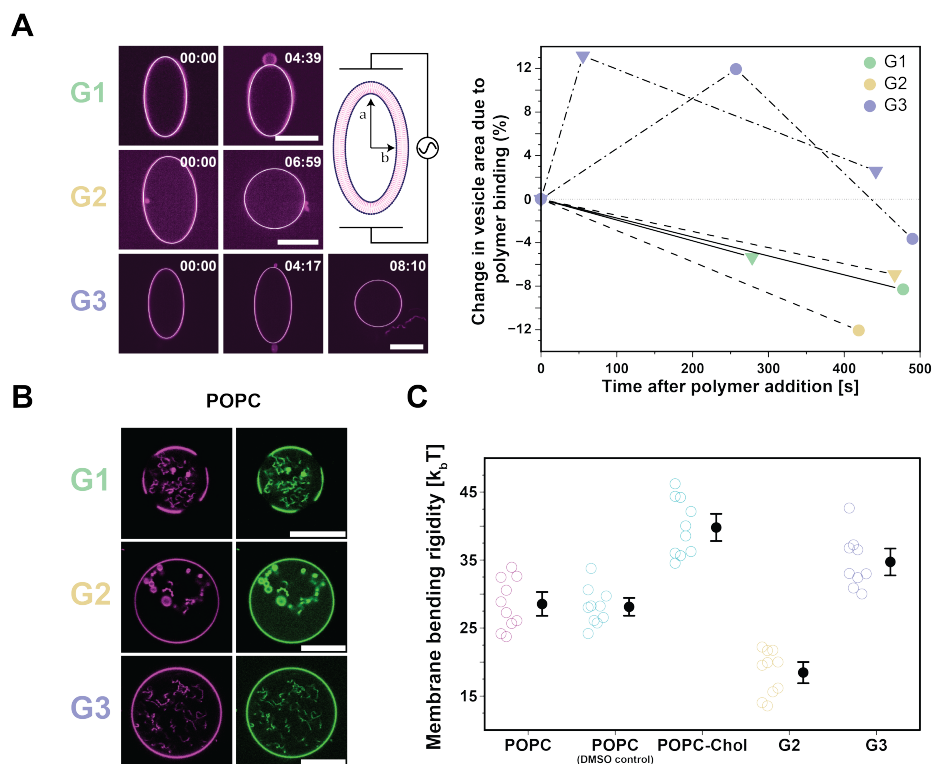 A
G1
00:00
04:39
G2
00:00
06:59
G3
00:00
04:17
08:10
a
b
Change in vesicle area due to
polymer binding (%)
12
8
4
0
−4
−8
−12
G1
G2
G3
0
100
200
300
400
500
Time after polymer addition [s]
B
POPC
G1
G2
G3
C
Membrane bending rigidity [kbT]
45
35
25
15
POPC
POPC
(DMSO control)
POPC-Chol
G2
G3